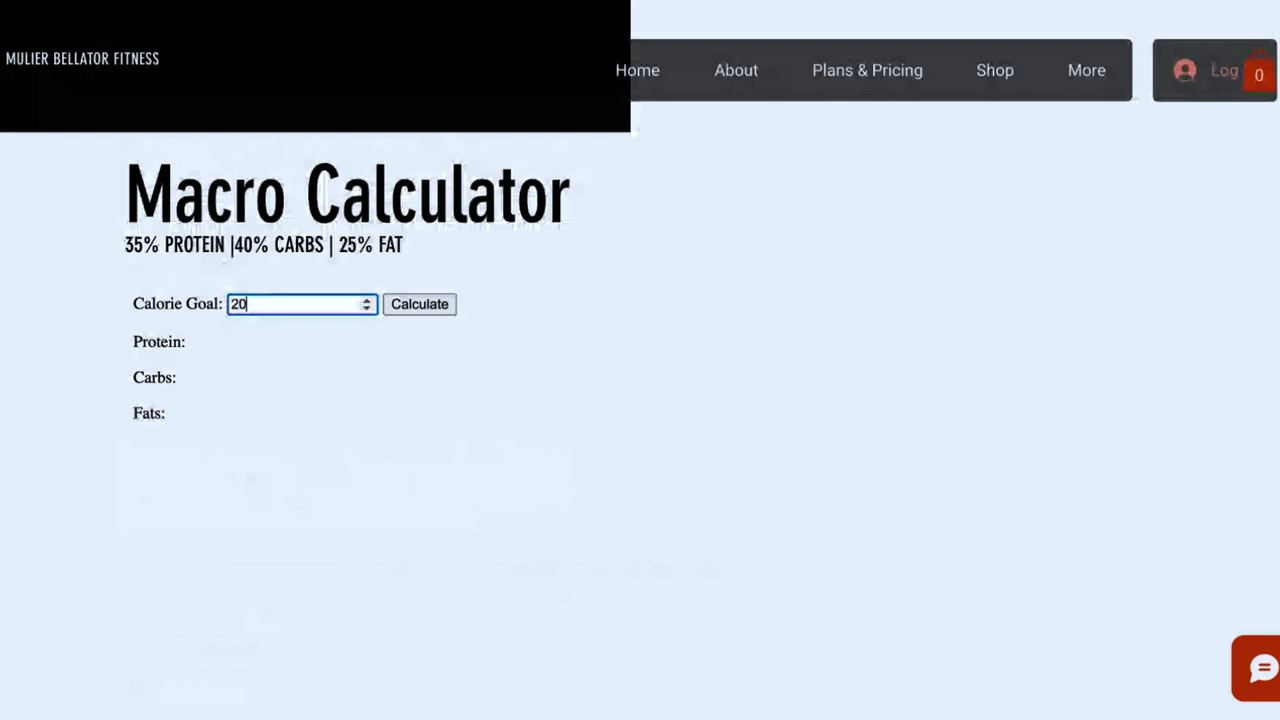 MULIER BELLATOR FITNESS
Home About Plans & Pricing Shop More Log 0
Macro Calculator
35% PROTEIN |40% CARBS | 25% FAT
Calorie Goal: 20 Calculate
Protein:
Carbs:
Fats: